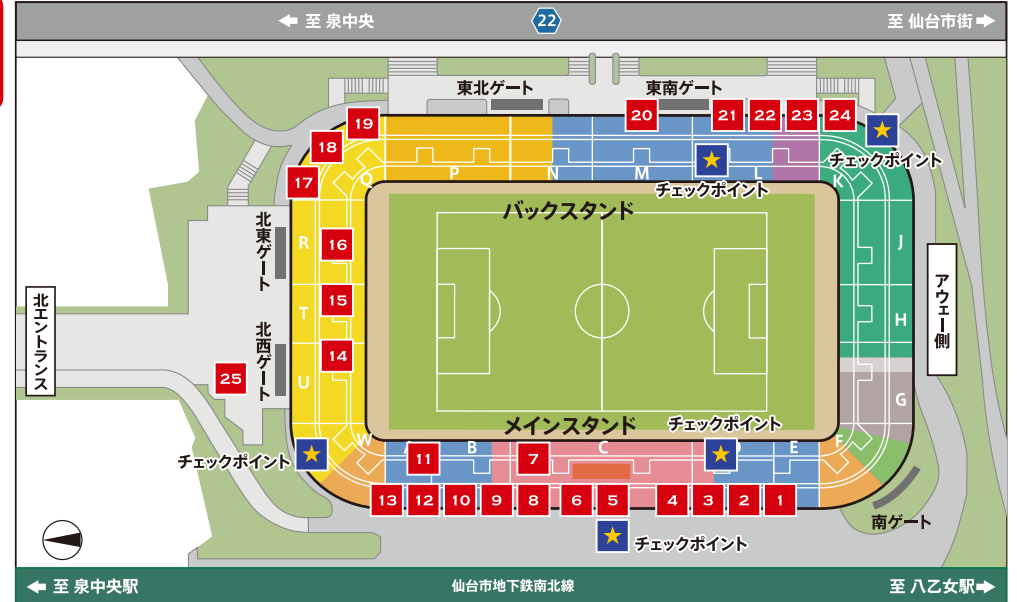 至 泉中央
22
至 仙台市街
東北ゲート
東南ゲート
20
21
22
23
24
19
18
17
チェックポイント
チェックポイント
Q
P
N
M
L
K
バックスタンド
北東ゲート
R
16
J
アウェー側
北エントランス
15
T
H
北西ゲート
14
U
25
G
メインスタンド
チェックポイント
チェックポイント
W
11
B
7
C
E
F
13
12
10
9
8
6
5
4
3
2
1
南ゲート
チェックポイント
至 泉中央駅
仙台市地下鉄南北線
至 八乙女駅